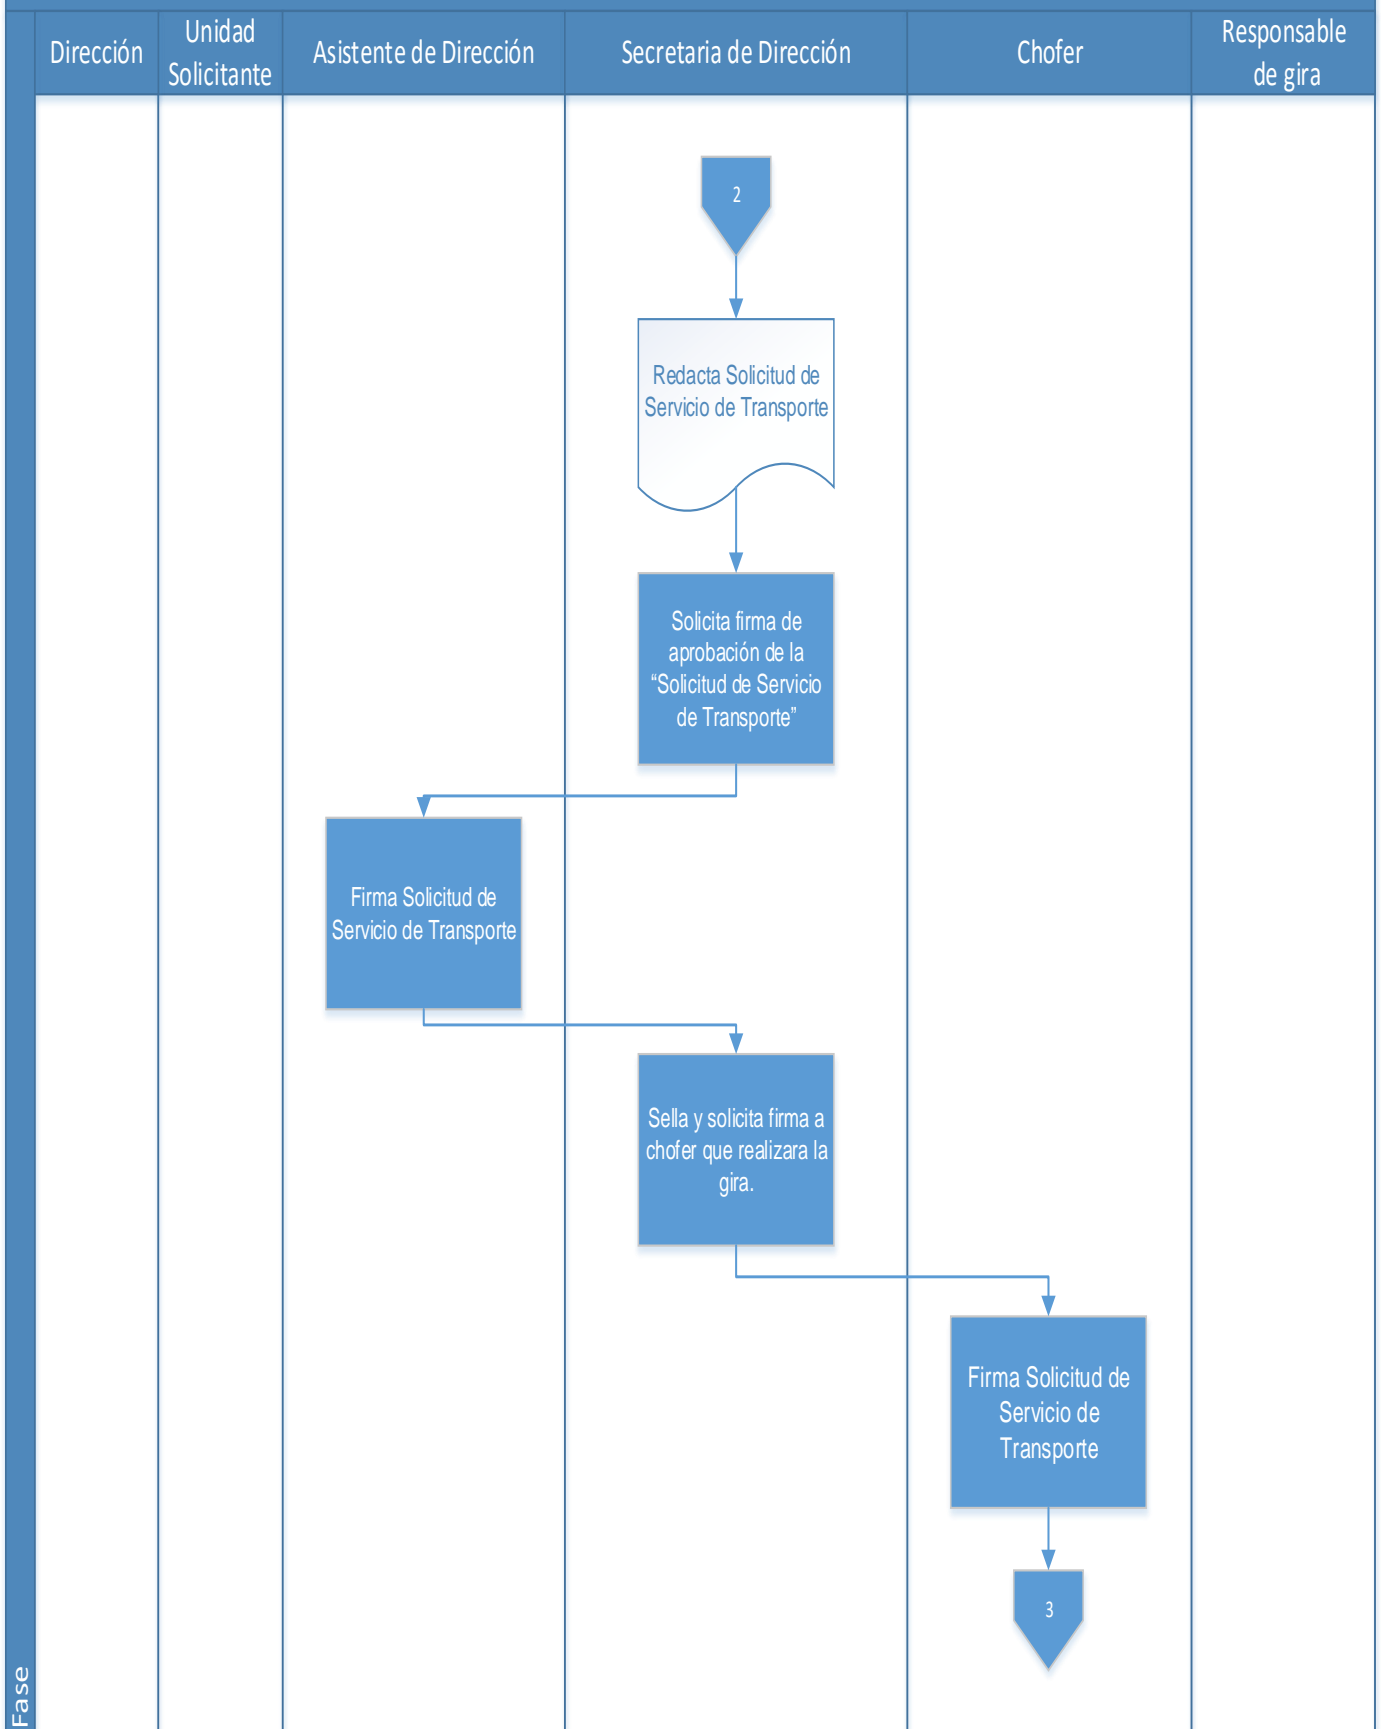 Dirección
Unidad
Solicitante
Asistente de Dirección
Secretaria de Dirección
Chofer
Responsable
de gira
2
Redacta Solicitud de
Servicio de Transporte
Solicita firma de
aprobación de la
“Solicitud de Servicio
de Transporte”
Firma Solicitud de
Servicio de Transporte
Sella y solicita firma a
chofer que realizara la
gira.
Firma Solicitud de
Servicio de
Transporte
3
Fase